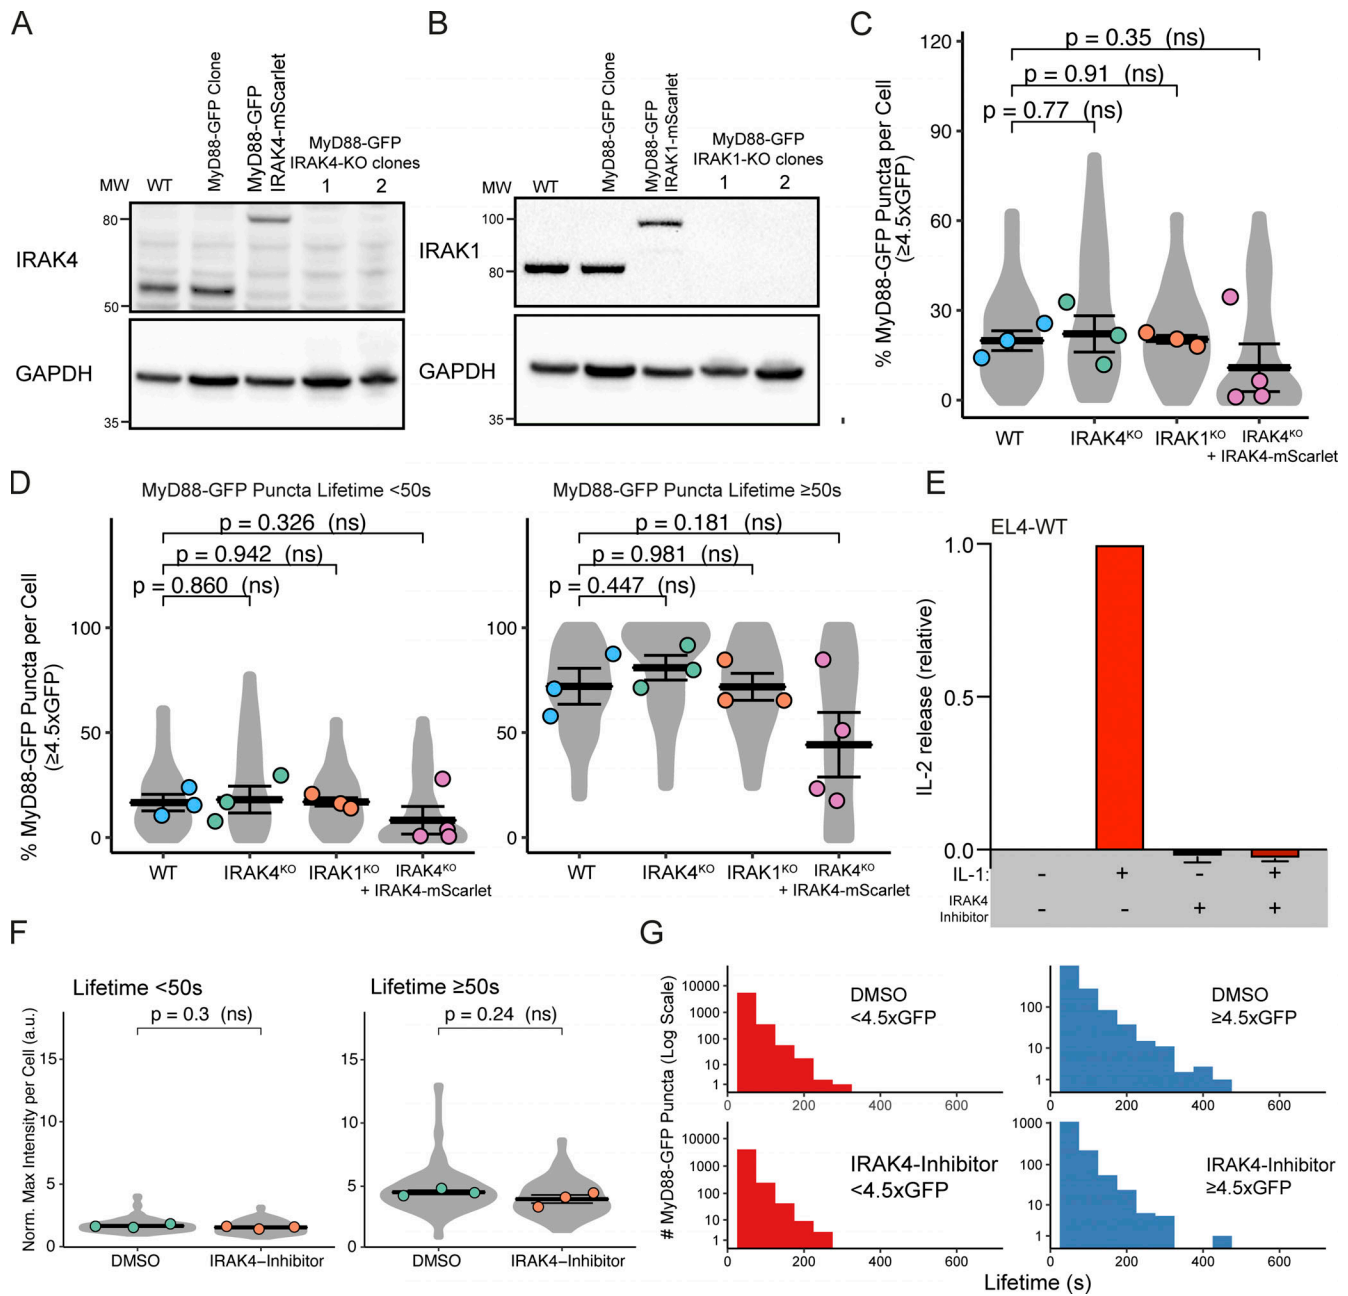 A
MyD88-GFP Clone
MyD88-GFP
IRAK4-mScarlet
MyD88-GFP
IRAK4-KO clones
MW WT 1 2
80
IRAK4
50
GAPDH
35
B
MyD88-GFP Clone
MyD88-GFP
IRAK1-mScarlet
MyD88-GFP
IRAK1-KO clones
MW WT 1 2
100
IRAK1
80
GAPDH
35
C
% MyD88-GFP Puncta per Cell
(≥4.5xGFP)
120
90
60
30
0
p = 0.35 (ns)
p = 0.91 (ns)
p = 0.77 (ns)
WT IRAK4KO IRAK1KO IRAK4KO
+ IRAK4-mScarlet
D
MyD88-GFP Puncta Lifetime <50s
% MyD88-GFP Puncta per Cell
(≥4.5xGFP)
p = 0.326 (ns)
p = 0.942 (ns)
p = 0.860 (ns)
100
50
0
WT IRAK4KO IRAK1KO IRAK4KO
+ IRAK4-mScarlet
MyD88-GFP Puncta Lifetime ≥50s
p = 0.181 (ns)
p = 0.981 (ns)
p = 0.447 (ns)
100
50
0
WT IRAK4KO IRAK1KO IRAK4KO
+ IRAK4-mScarlet
E
EL4-WT
IL-2 release (relative)
1.0
0.5
0.0
IL-1: - + - +
IRAK4
Inhibitor - - + +
F
Lifetime <50s
p = 0.3 (ns)
Norm. Max Intensity per Cell (a.u.)
15
10
5
0
DMSO IRAK4–Inhibitor
Lifetime ≥50s
p = 0.24 (ns)
15
10
5
0
DMSO IRAK4–Inhibitor
G
# MyD88-GFP Puncta (Log Scale)
10000
1000
100
10
1
DMSO
<4.5xGFP
0 200 400 600
100
10
1
DMSO
≥4.5xGFP
0 200 400 600
10000
1000
100
10
1
IRAK4-Inhibitor
<4.5xGFP
0 200 400 600
1000
100
10
1
IRAK4-Inhibitor
≥4.5xGFP
0 200 400 600
Lifetime (s)